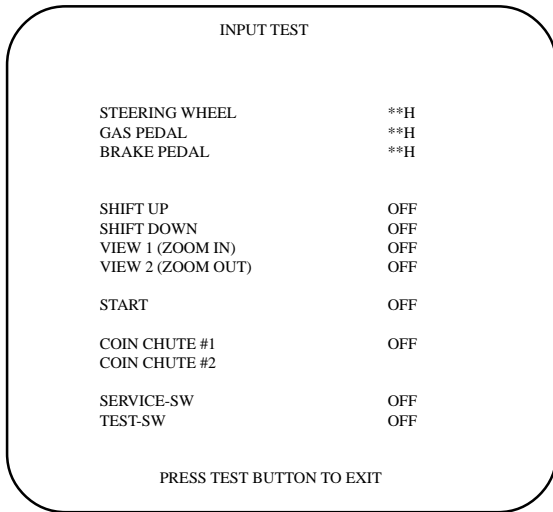 INPUT TEST
STEERING WHEEL **H
GAS PEDAL **H
BRAKE PEDAL **H
SHIFT UP OFF
SHIFT DOWN OFF
VIEW 1 (ZOOM IN) OFF
VIEW 2 (ZOOM OUT) OFF
START OFF
COIN CHUTE #1 OFF
COIN CHUTE #2
SERVICE-SW OFF
TEST-SW OFF
PRESS TEST BUTTON TO EXIT